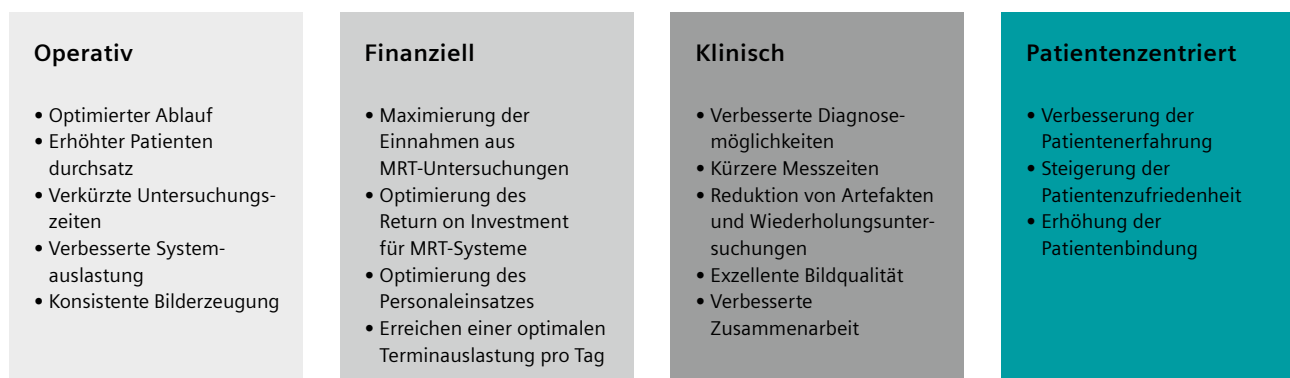 Operativ
• Optimierter Ablauf
• Erhöhter Patienten
durchsatz
• Verkürzte Untersuchungs-
zeiten
• Verbesserte System-
auslastung
• Konsistente Bilderzeugung
Finanziell
• Maximierung der
Einnahmen aus
MRT-Untersuchungen
• Optimierung des
Return on Investment
für MRT-Systeme
• Optimierung des
Personaleinsatzes
• Erreichen einer optimalen
Terminauslastung pro Tag
Klinisch
• Verbesserte Diagnose-
möglichkeiten
• Kürzere Messzeiten
• Reduktion von Artefakten
und Wiederholungsunter-
suchungen
• Exzellente Bildqualität
• Verbesserte
Zusammenarbeit
Patientenzentriert
• Verbesserung der
Patientenerfahrung
• Steigerung der
Patientenzufriedenheit
• Erhöhung der
Patientenbindung